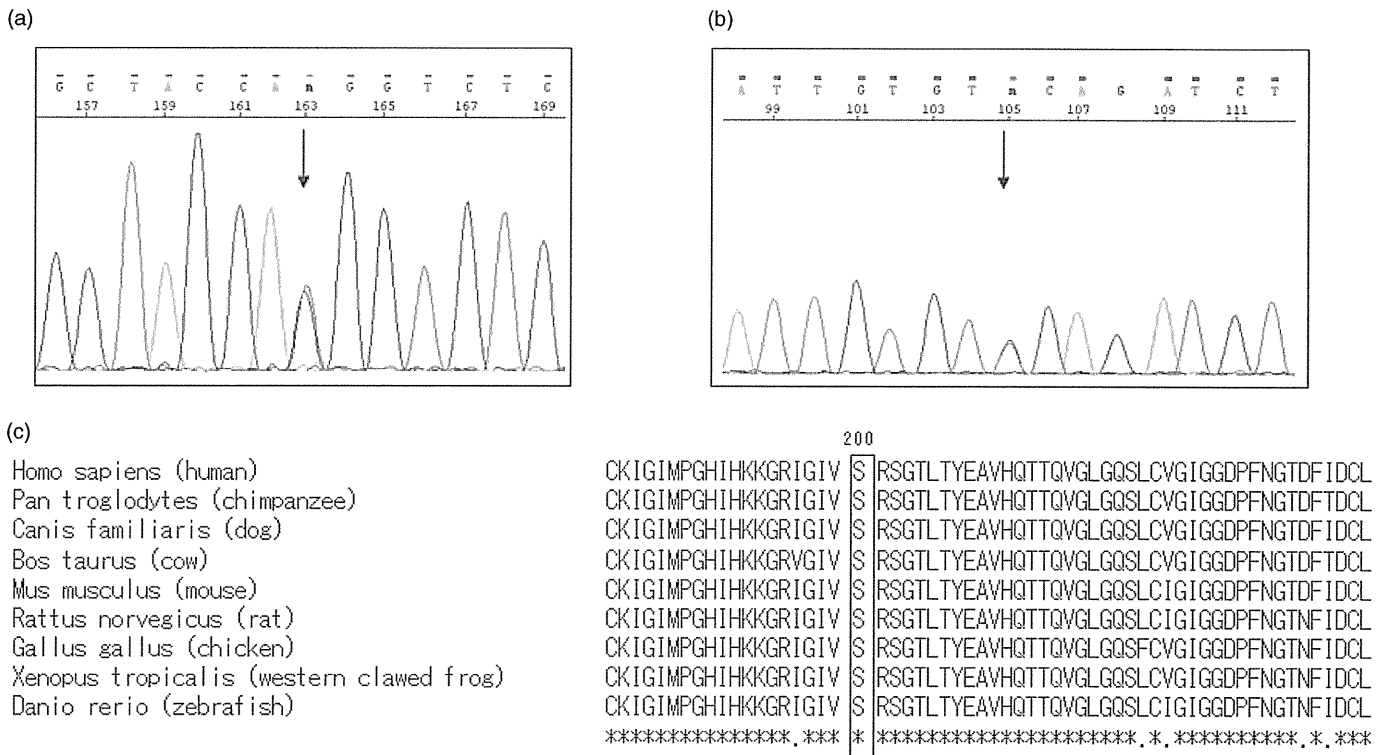 (a)
G C T A C C A n G G T C T C
157 159 161 163 165 167 169
(b)
A T T G T G T n C A G A T C T
99 101 103 105 107 109 111
(c)
200
Homo sapiens (human) CKIGIMPGHIHKKGRIGIV S RSGTLTYEAVHQTTQVGLGQSLCVGIGGDPFNGTDFIDCL
Pan troglodytes (chimpanzee) CKIGIMPGHIHKKGRIGIV S RSGTLTYEAVHQTTQVGLGQSLCVGIGGDPFNGTDFTDCL
Canis familiaris (dog) CKIGIMPGHIHKKGRIGIV S RSGTLTYEAVHQTTQVGLGQSLCVGIGGDPFNGTDFTDCL
Bos taurus (cow) CKIGIMPGHIHKKGRVGIV S RSGTLTYEAVHQTTQVGLGQSLCVGIGGDPFNGTDFTDCL
Mus musculus (mouse) CKIGIMPGHIHKKGRIGIV S RSGTLTYEAVHQTTQVGLGQSLCIGIGGDPFNGTDFIDCL
Rattus norvegicus (rat) CKIGIMPGHIHKKGRIGIV S RSGTLTYEAVHQTTQVGLGQSLCIGIGGDPFNGTNFIDCL
Gallus gallus (chicken) CKIGIMPGHIHKKGRIGIV S RSGTLTYEAVHQTTQVGLGQSFCVGIGGDPFNGTNFIDCL
Xenopus tropicalis (western clawed frog) CKIGIMPGHIHKKGRIGIV S RSGTLTYEAVHQTTQVGLGQSLCVGIGGDPFNGTNFIDCL
Danio rerio (zebrafish) CKIGIMPGHIHKKGRIGIV S RSGTLTYEAVHQTTQVGLGQSLCIGIGGDPFNGTNFIDCL
***************.*** * *********************.*.**********.*.***